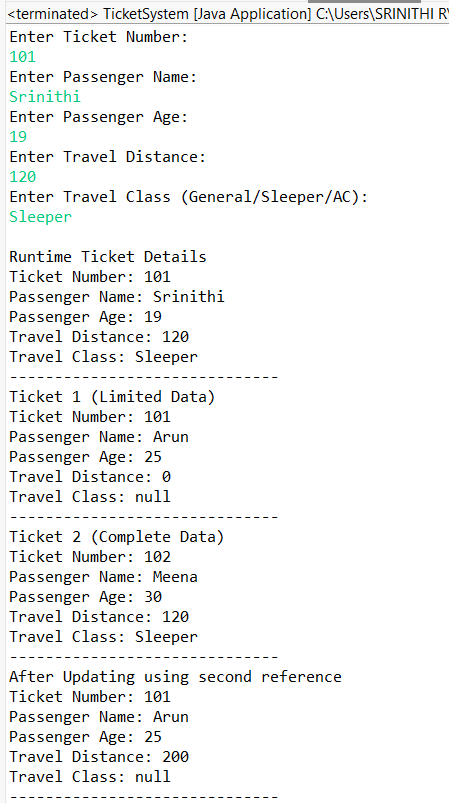 <terminated> TicketSystem [Java Application] C:\Users\SRINITHI R\
Enter Ticket Number:
101
Enter Passenger Name:
Srinithi
Enter Passenger Age:
19
Enter Travel Distance:
120
Enter Travel Class (General/Sleeper/AC):
Sleeper
Runtime Ticket Details
Ticket Number: 101
Passenger Name: Srinithi
Passenger Age: 19
Travel Distance: 120
Travel Class: Sleeper
------------------------------
Ticket 1 (Limited Data)
Ticket Number: 101
Passenger Name: Arun
Passenger Age: 25
Travel Distance: 0
Travel Class: null
------------------------------
Ticket 2 (Complete Data)
Ticket Number: 102
Passenger Name: Meena
Passenger Age: 30
Travel Distance: 120
Travel Class: Sleeper
------------------------------
After Updating using second reference
Ticket Number: 101
Passenger Name: Arun
Passenger Age: 25
Travel Distance: 200
Travel Class: null
------------------------------